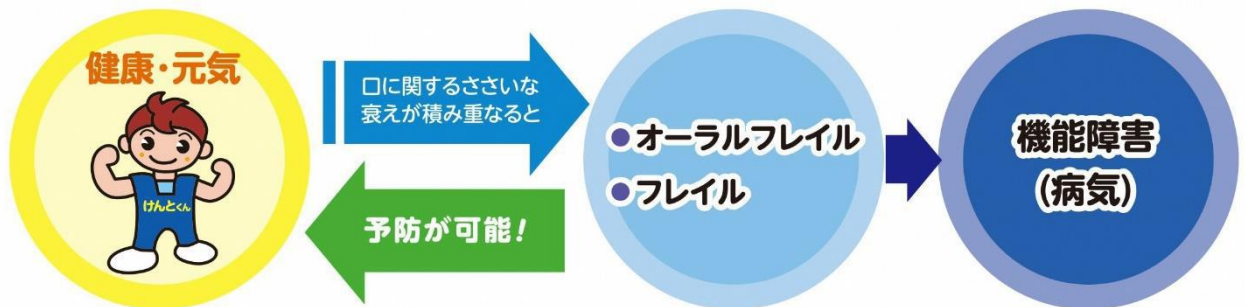 健康・元気
けんとくん
口に関するささいな
衰えが積み重なると
予防が可能!
●オーラルフレイル
●フレイル
機能障害
(病気)